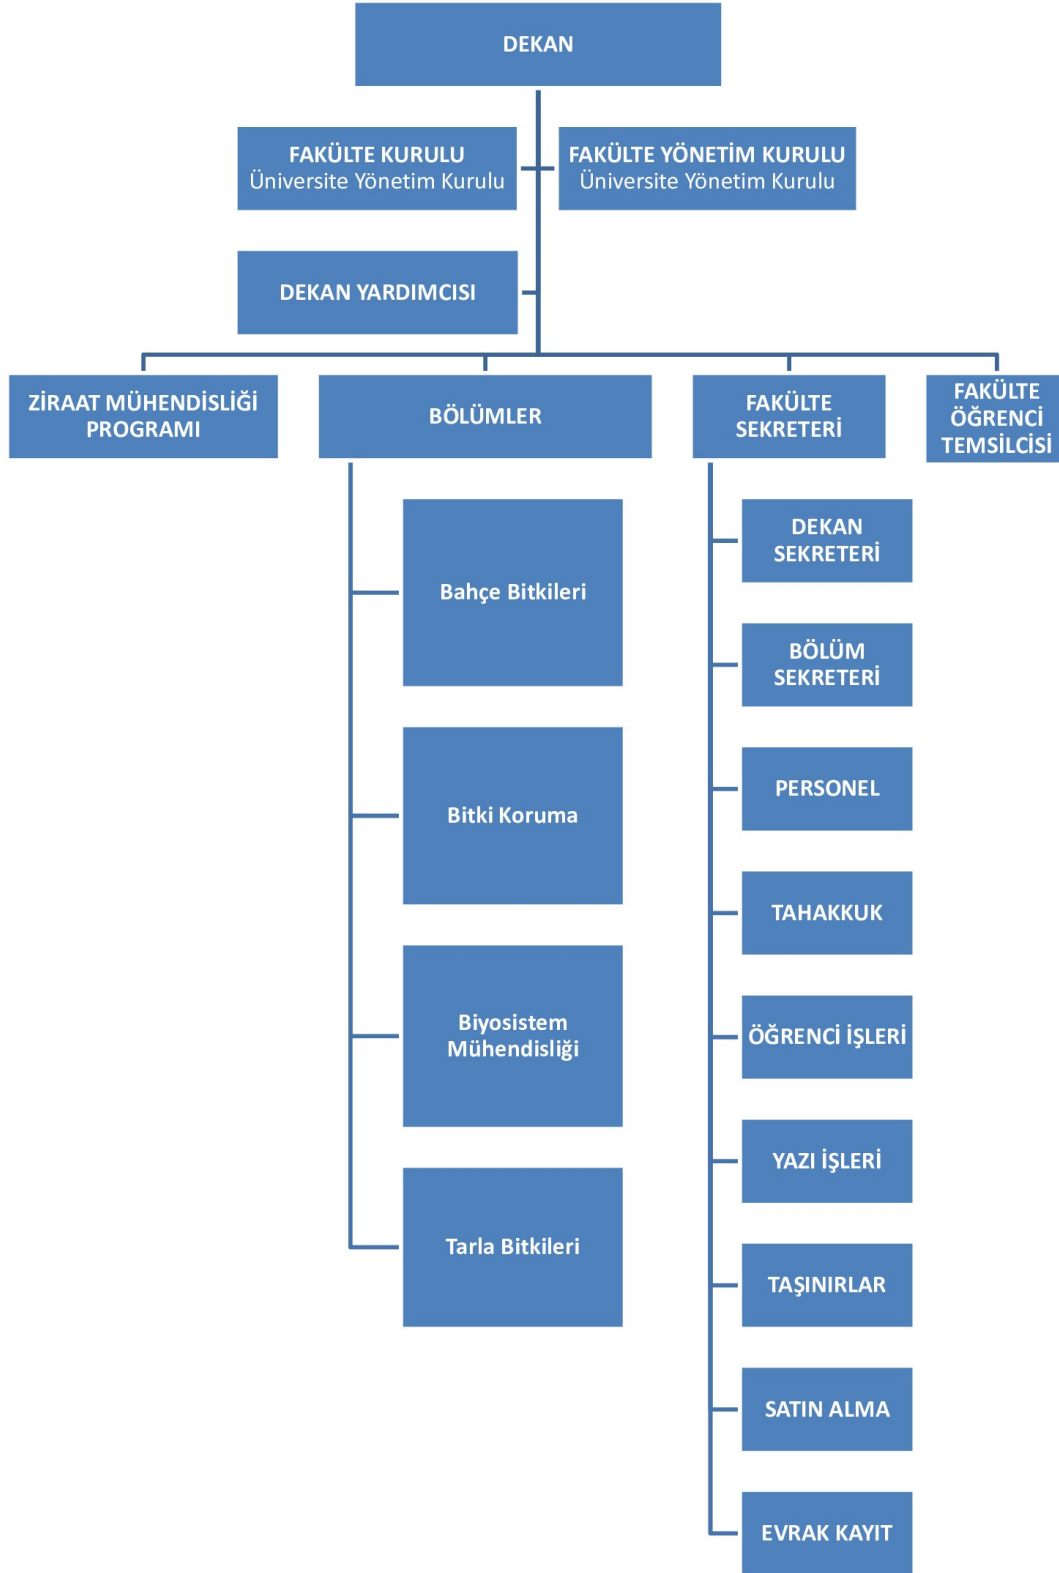 DEKAN
FAKÜLTE KURULU
Üniversite Yönetim Kurulu
FAKÜLTE YÖNETİM KURULU
Üniversite Yönetim Kurulu
DEKAN YARDIMCISI
ZİRAAT MÜHENDİSLİĞİ
PROGRAMI
BÖLÜMLER
FAKÜLTE
SEKRETERİ
FAKÜLTE
ÖĞRENCİ
TEMSİLCİSİ
Bahçe Bitkileri
Bitki Koruma
Biyosistem
Mühendisliği
Tarla Bitkileri
DEKAN
SEKRETERİ
BÖLÜM
SEKRETERİ
PERSONEL
TAHAKKUK
ÖĞRENCİ İŞLERİ
YAZI İŞLERİ
TAŞINIRLAR
SATIN ALMA
EVRAK KAYIT